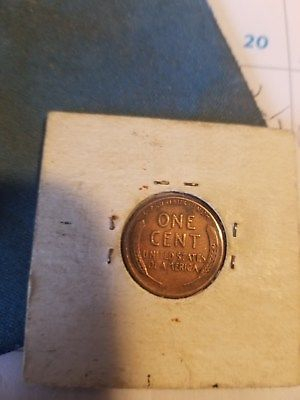 20
ONE
CENT
UNITED STATES
OF AMERICA